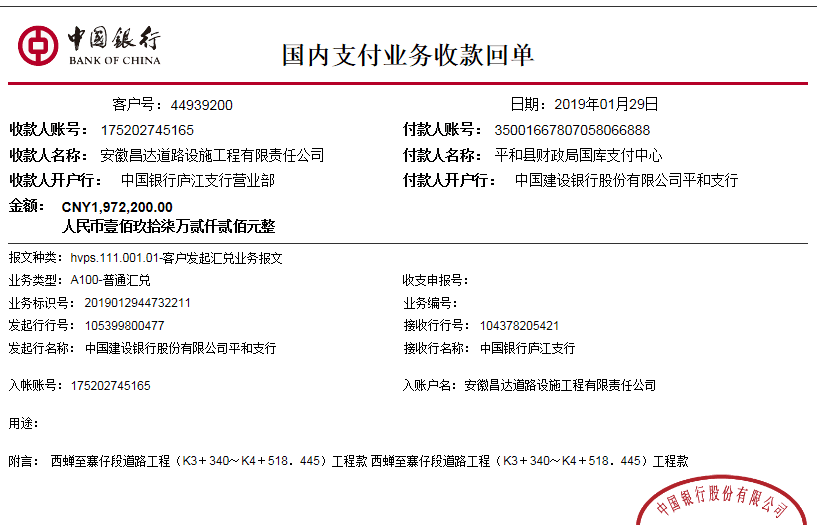 中国银行
BANK OF CHINA
国内支付业务收款回单
客户号：44939200 日期：2019年01月29日
收款人账号：175202745165 付款人账号：35001667807058066888
收款人名称：安徽昌达道路设施工程有限责任公司 付款人名称：平和县财政局国库支付中心
收款人开户行：中国银行庐江支行营业部 付款人开户行：中国建设银行股份有限公司平和支行
金额：CNY1,972,200.00
人民币壹佰玖拾柒万贰仟贰佰元整
报文种类：hvps.111.001.01-客户发起汇兑业务报文
业务类型：A100-普通汇兑 收支申报号：
业务标识号：2019012944732211 业务编号：
发起行行号：105399800477 接收行行号：104378205421
发起行名称：中国建设银行股份有限公司平和支行 接收行名称：中国银行庐江支行
入帐账号：175202745165 入账户名：安徽昌达道路设施工程有限责任公司
用途：
附言：西蝉至寨仔段道路工程（K3＋340～K4＋518．445）工程款 西蝉至寨仔段道路工程（K3＋340～K4＋518．445）工程款
中国银行股份有限公司